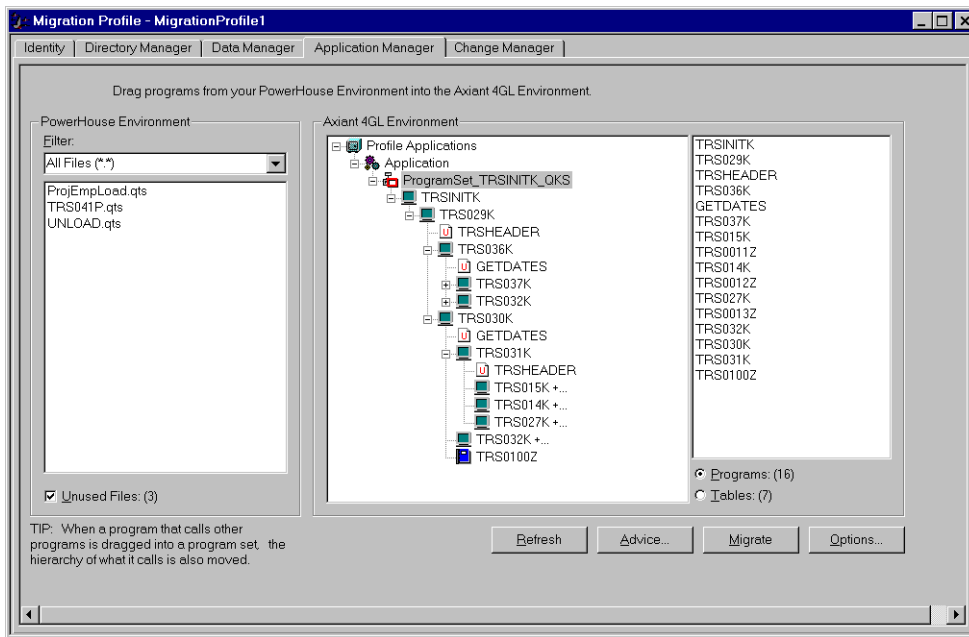 Migration Profile - MigrationProfile1
Identity Directory Manager Data Manager Application Manager Change Manager
Drag programs from your PowerHouse Environment into the Axiant 4GL Environment.
PowerHouse Environment
Filter:
All Files (*.*)
ProjEmpLoad.qts
TRS041P.qts
UNLOAD.qts
Unused Files: (3)
TIP: When a program that calls other
programs is dragged into a program set, the
hierarchy of what it calls is also moved.
Axiant 4GL Environment
Profile Applications
Application
ProgramSet_TRSINITK_QKS
TRSINITK
TRS029K
TRSHEADER
TRS036K
GETDATES
TRS037K
TRS032K
TRS030K
GETDATES
TRS031K
TRSHEADER
TRS015K +...
TRS014K +...
TRS027K +...
TRS032K +...
TRS0100Z
TRSINITK
TRS029K
TRSHEADER
TRS036K
GETDATES
TRS037K
TRS015K
TRS0011Z
TRS014K
TRS0012Z
TRS027K
TRS0013Z
TRS032K
TRS030K
TRS031K
TRS0100Z
Programs: (16)
Tables: (7)
Refresh Advice... Migrate Options...